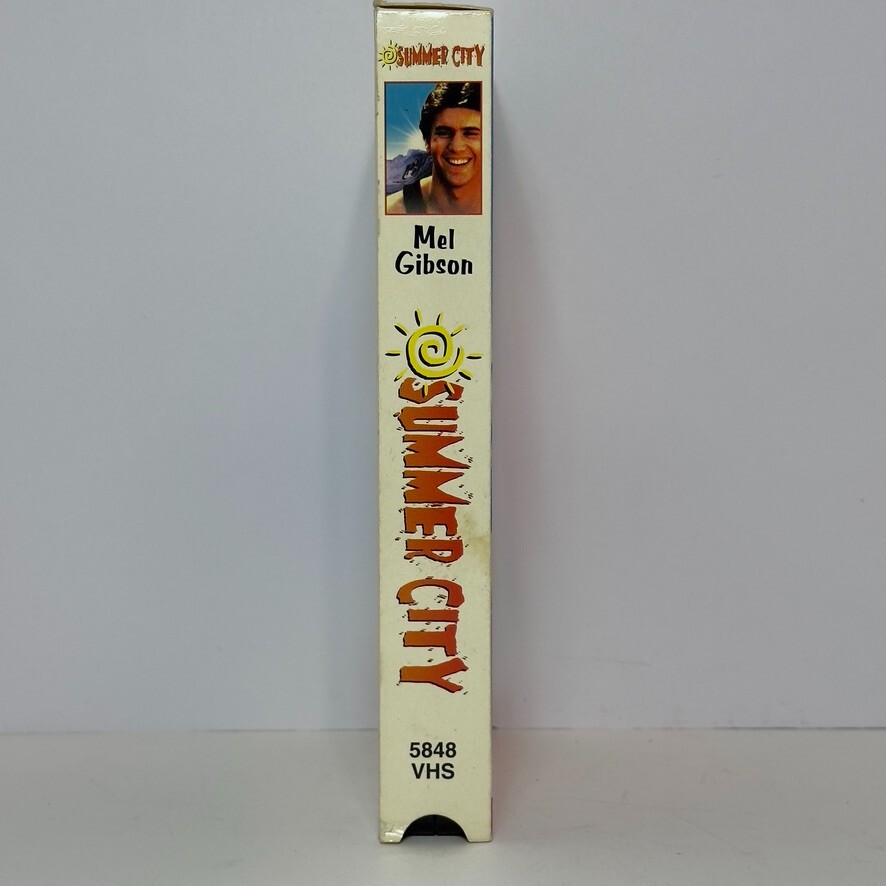 SUMMER CITY
Mel
Gibson
SUMMER CITY
5848
VHS